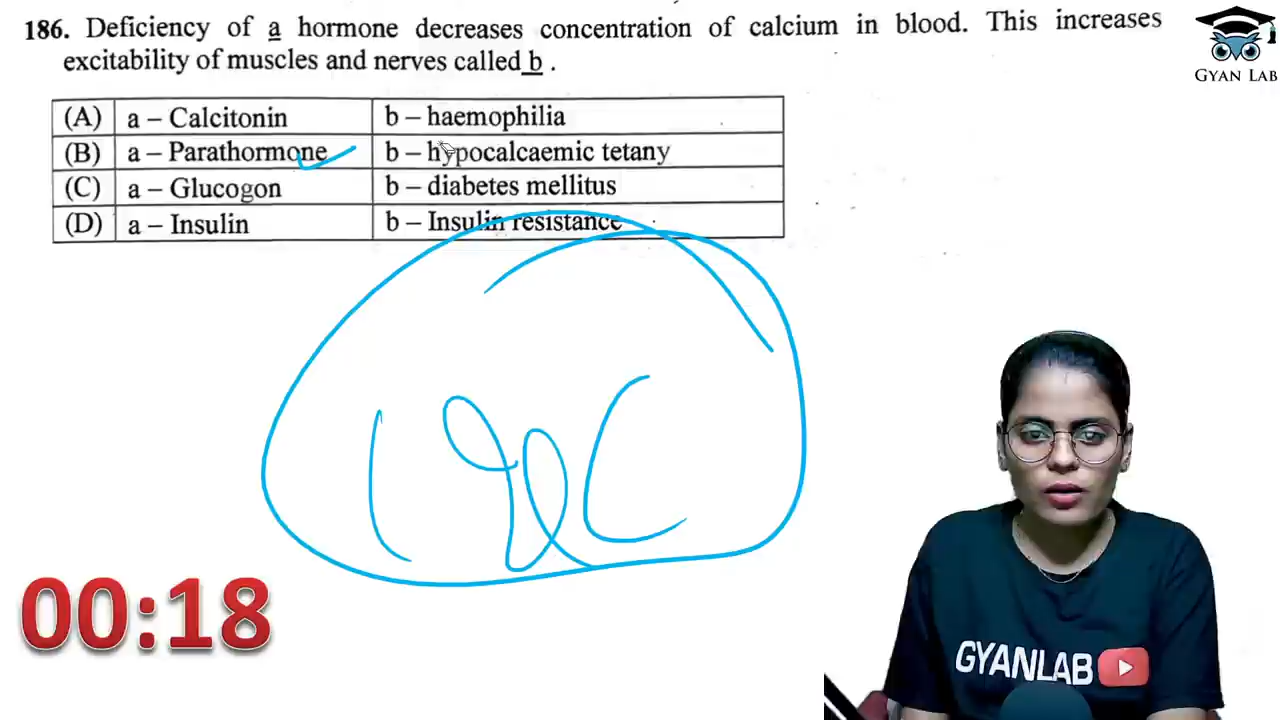 186. Deficiency of a hormone decreases concentration of calcium in blood. This increases
excitability of muscles and nerves called b .
(A) a – Calcitonin b – haemophilia
(B) a – Parathormone b – hypocalcaemic tetany
(C) a – Glucogon b – diabetes mellitus
(D) a – Insulin b – Insulin resistance
GYAN LAB
00:18
GYANLAB